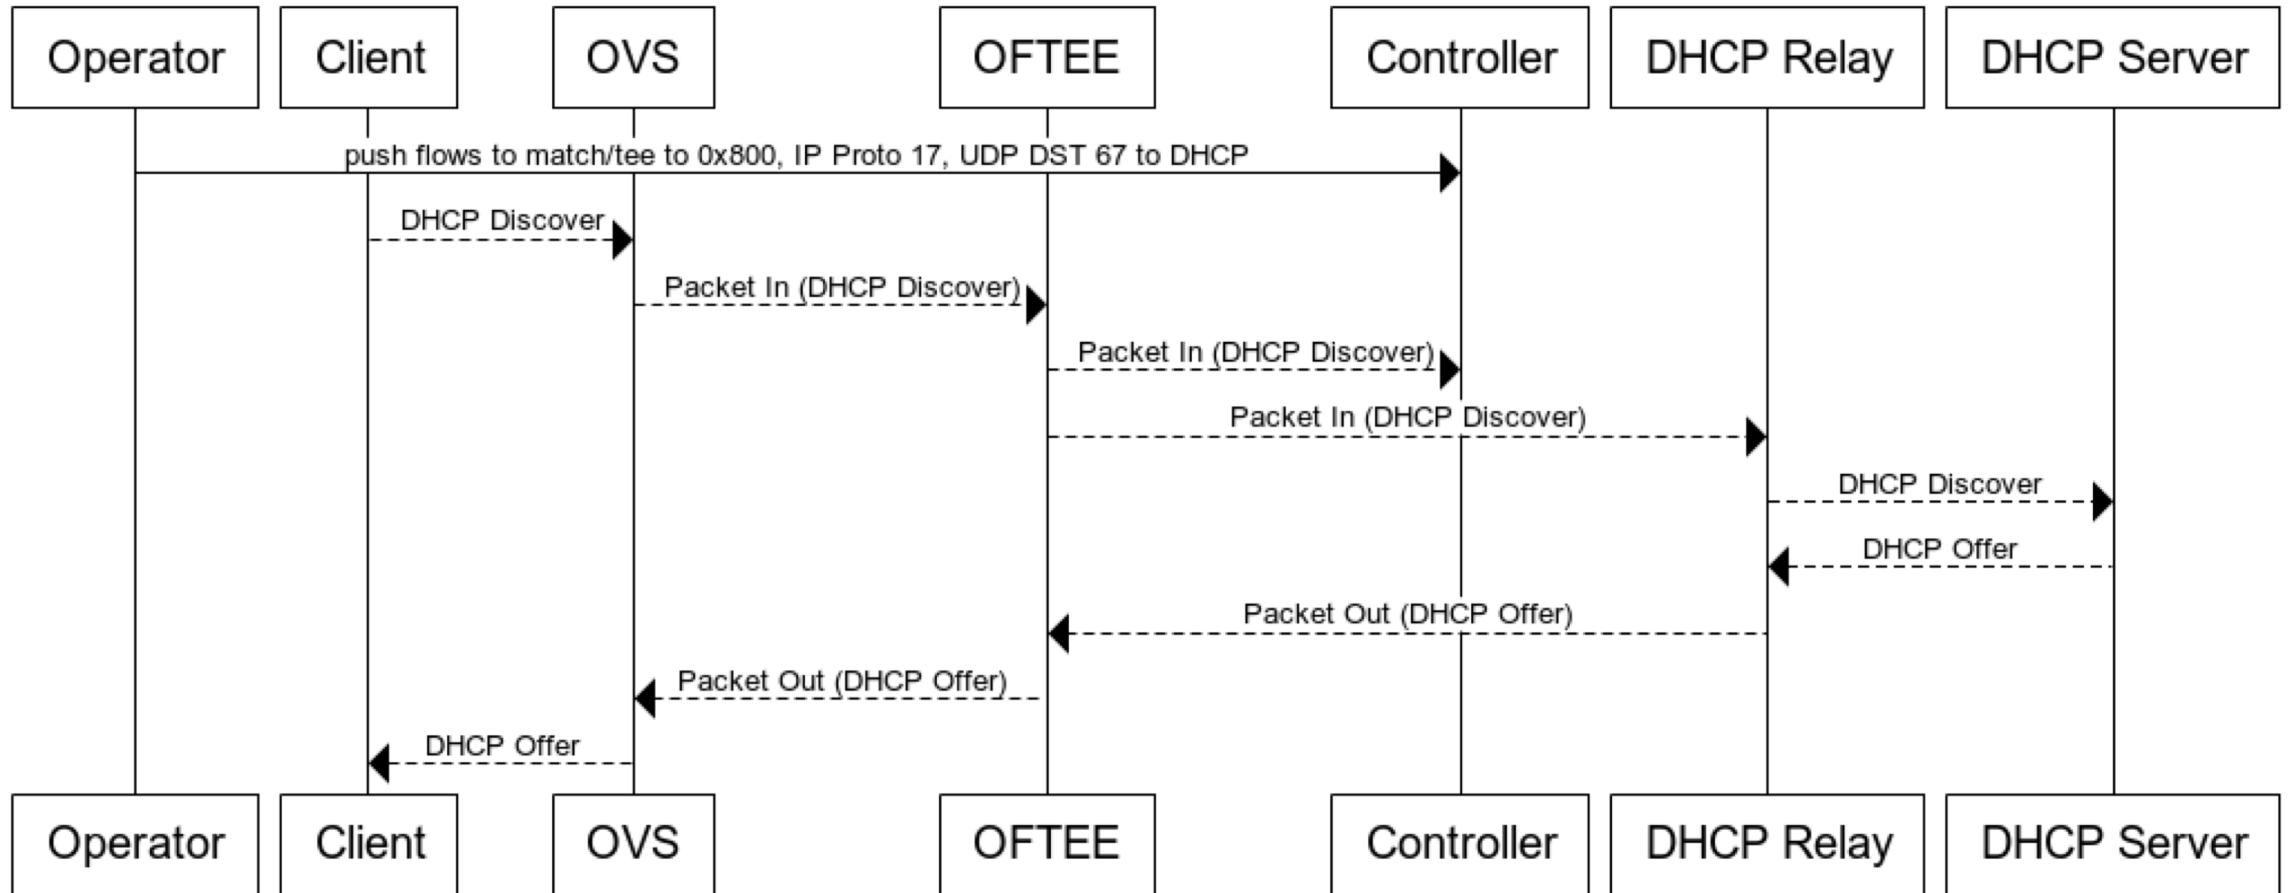 Operator
Client
OVS
OFTEE
Controller
DHCP Relay
DHCP Server
push flows to match/tee to 0x800, IP Proto 17, UDP DST 67 to DHCP
DHCP Discover
Packet In (DHCP Discover)
Packet In (DHCP Discover)
Packet In (DHCP Discover)
DHCP Discover
DHCP Offer
Packet Out (DHCP Offer)
Packet Out (DHCP Offer)
DHCP Offer
Operator
Client
OVS
OFTEE
Controller
DHCP Relay
DHCP Server